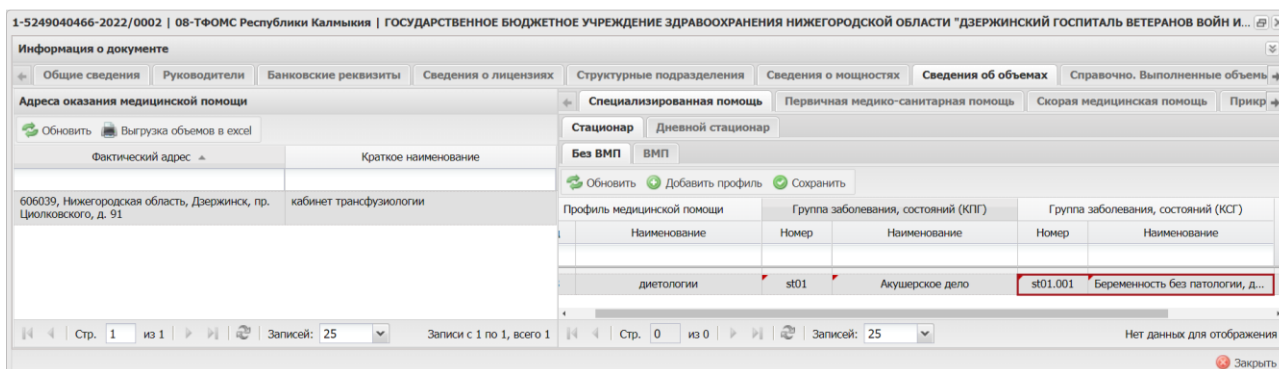 1-5249040466-2022/0002 | 08-ТФОМС Республики Калмыкия | ГОСУДАРСТВЕННОЕ БЮДЖЕТНОЕ УЧРЕЖДЕНИЕ ЗДРАВООХРАНЕНИЯ НИЖЕГОРОДСКОЙ ОБЛАСТИ "ДЗЕРЖИНСКИЙ ГОСПИТАЛЬ ВЕТЕРАНОВ ВОЙН И...
Информация о документе
Общие сведения Руководители Банковские реквизиты Сведения о лицензиях Структурные подразделения Сведения о мощностях Сведения об объемах Справочно. Выполненные объемы
Адреса оказания медицинской помощи
Специализированная помощь Первичная медико-санитарная помощь Скорая медицинская помощь Прикр
Обновить Выгрузка объемов в excel
Стационар Дневной стационар
Фактический адрес Краткое наименование
Без ВМП ВМП
Обновить Добавить профиль Сохранить
606039, Нижегородская область, Дзержинск, пр. Циолковского, д. 91 кабинет трансфузиологии
Профиль медицинской помощи Группа заболевания, состояний (КПГ) Группа заболевания, состояний (КСГ)
Наименование Номер Наименование Номер Наименование
диетологии st01 Акушерское дело st01.001 Беременность без патологии, д...
Стр. 1 из 1 Записей: 25 Записи с 1 по 1, всего 1 Стр. 0 из 0 Записей: 25 Нет данных для отображения
Закрыть